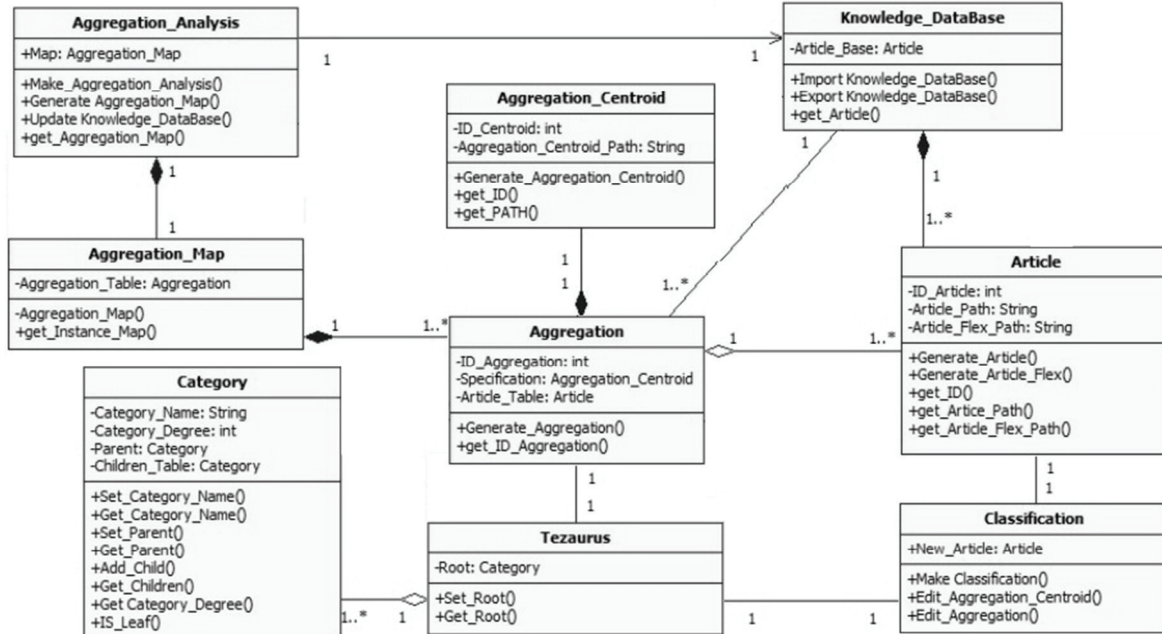 Aggregation_Analysis
+Map: Aggregation_Map
+Make_Aggregation_Analysis()
+Generate Aggregation_Map()
+Update Knowledge_DataBase()
+get_Aggregation_Map()
1
1
Knowledge_DataBase
-Article_Base: Article
+Import Knowledge_DataBase()
+Export Knowledge_DataBase()
+get_Article()
Aggregation_Centroid
-ID_Centroid: int
-Aggregation_Centroid_Path: String
+Generate_Aggregation_Centroid()
+get_ID()
+get_PATH()
1
1
1
1
1..*
1
1..*
1
1
Aggregation_Map
-Aggregation_Table: Aggregation
-Aggregation_Map()
+get_Instance_Map()
1
1..*
Aggregation
-ID_Aggregation: int
-Specification: Aggregation_Centroid
-Article_Table: Article
+Generate_Aggregation()
+get_ID_Aggregation()
1
1..*
Article
-ID_Article: int
-Article_Path: String
-Article_Flex_Path: String
+Generate_Article()
+Generate_Article_Flex()
+get_ID()
+get_Artice_Path()
+get_Article_Flex_Path()
Category
-Category_Name: String
-Category_Degree: int
-Parent: Category
-Children_Table: Category
+Set_Category_Name()
+Get_Category_Name()
+Set_Parent()
+Get_Parent()
+Add_Child()
+Get_Children()
+Get Category_Degree()
+IS_Leaf()
1
1
1
1
Tezaurus
-Root: Category
+Set_Root()
+Get_Root()
1..*
1
1
1
Classification
+New_Article: Article
+Make Classification()
+Edit_Aggregation_Centroid()
+Edit_Aggregation()